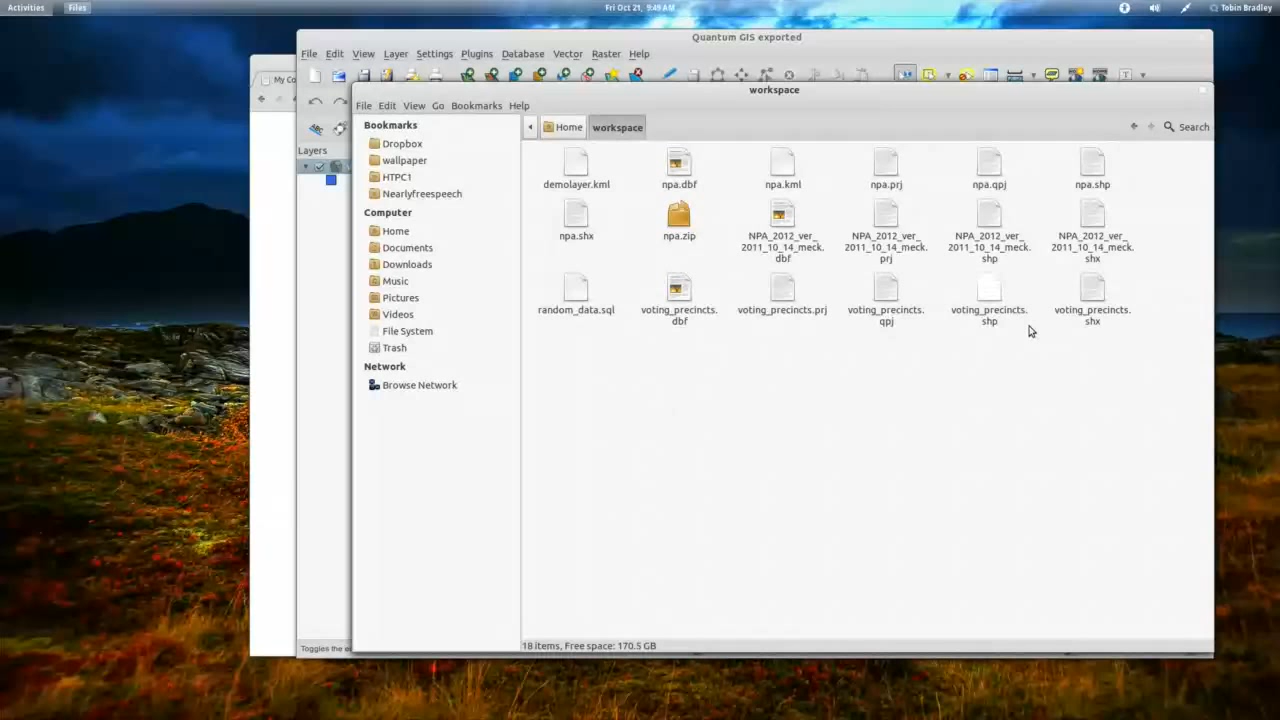 Activities Files Fri Oct 21, 9:49 AM Tobin Bradley
Quantum GIS exported
File Edit View Layer Settings Plugins Database Vector Raster Help
My Co
workspace
File Edit View Go Bookmarks Help
Bookmarks
Dropbox
wallpaper
HTPC1
Nearlyfreespeech
Computer
Home
Documents
Downloads
Music
Pictures
Videos
File System
Trash
Network
Browse Network
Home workspace Search
Layers
demolayer.kml npa.dbf npa.kml npa.prj npa.qpj npa.shp
npa.shx npa.zip NPA_2012_ver_ NPA_2012_ver_ NPA_2012_ver_ NPA_2012_ver_
2011_10_14_meck. 2011_10_14_meck. 2011_10_14_meck. 2011_10_14_meck.
dbf prj shp shx
random_data.sql voting_precincts. voting_precincts.prj voting_precincts. voting_precincts. voting_precincts.
dbf qpj shp shx
18 items, Free space: 170.5 GB
Toggles the e